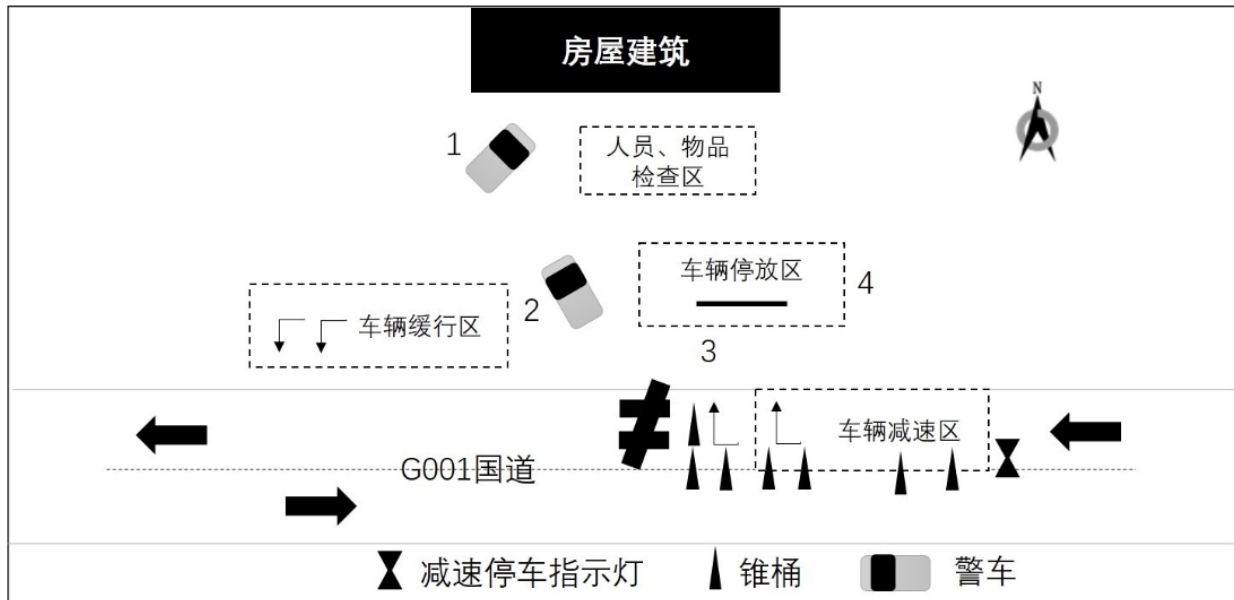 房屋建筑
N
1
人员、物品
检查区
车辆停放区
4
2
车辆缓行区
3
车辆减速区
G001国道
减速停车指示灯
锥桶
警车